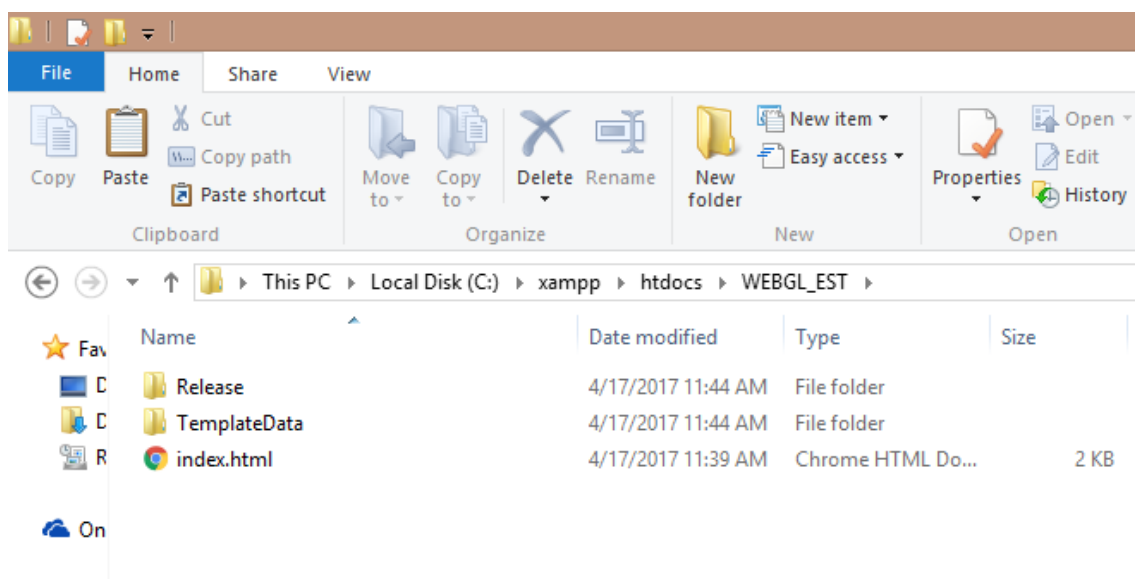 File Home Share View
Copy
Paste
Cut
Copy path
Paste shortcut
Move to
Copy to
Delete
Rename
New folder
New item
Easy access
Properties
Open
Edit
History
Clipboard Organize New Open
This PC Local Disk (C:) xampp htdocs WEBGL_EST
Name Date modified Type Size
Fav
D
Release 4/17/2017 11:44 AM File folder
D
TemplateData 4/17/2017 11:44 AM File folder
R
index.html 4/17/2017 11:39 AM Chrome HTML Do... 2 KB
On